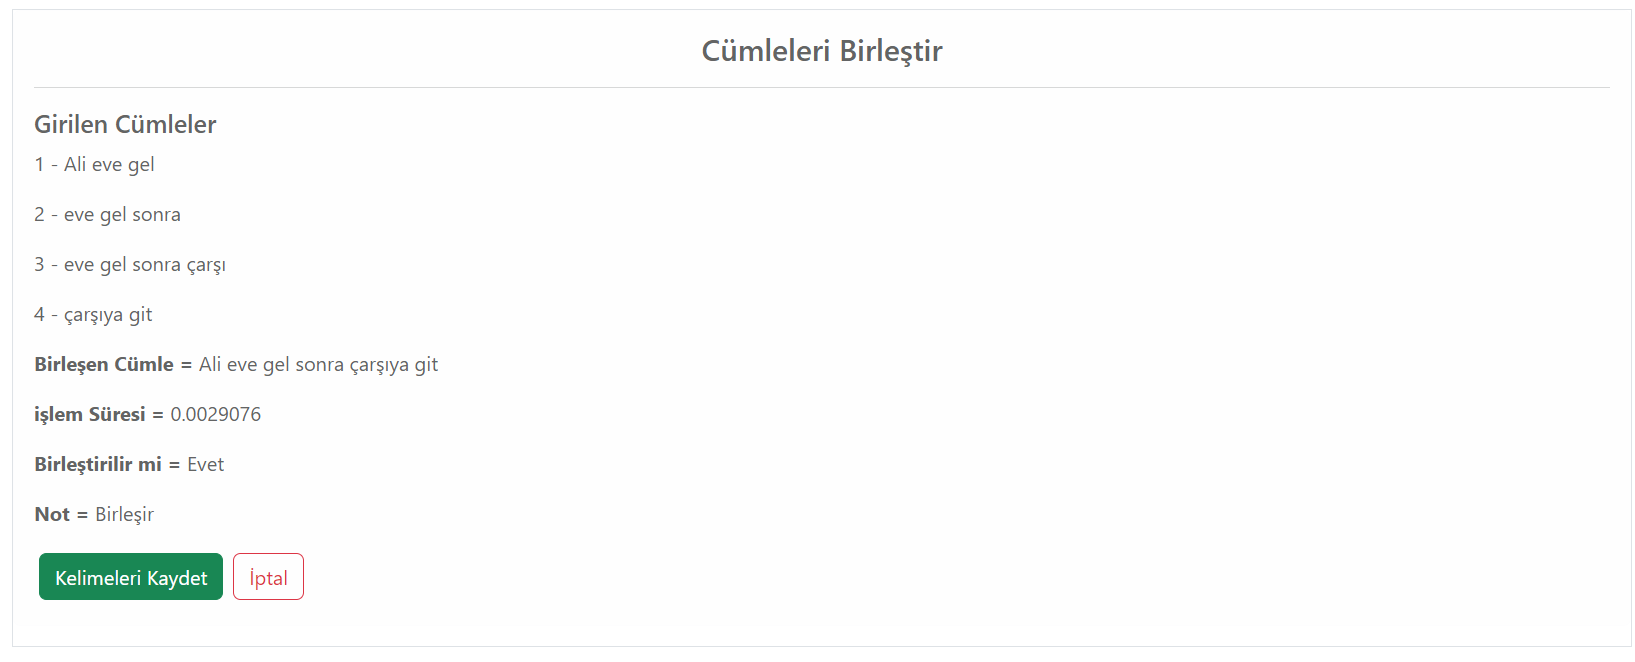 Cümleleri Birleştir
Girilen Cümleler
1 - Ali eve gel
2 - eve gel sonra
3 - eve gel sonra çarşı
4 - çarşıya git
Birleşen Cümle = Ali eve gel sonra çarşıya git
işlem Süresi = 0.0029076
Birleştirilir mi = Evet
Not = Birleşir
Kelimeleri Kaydet İptal